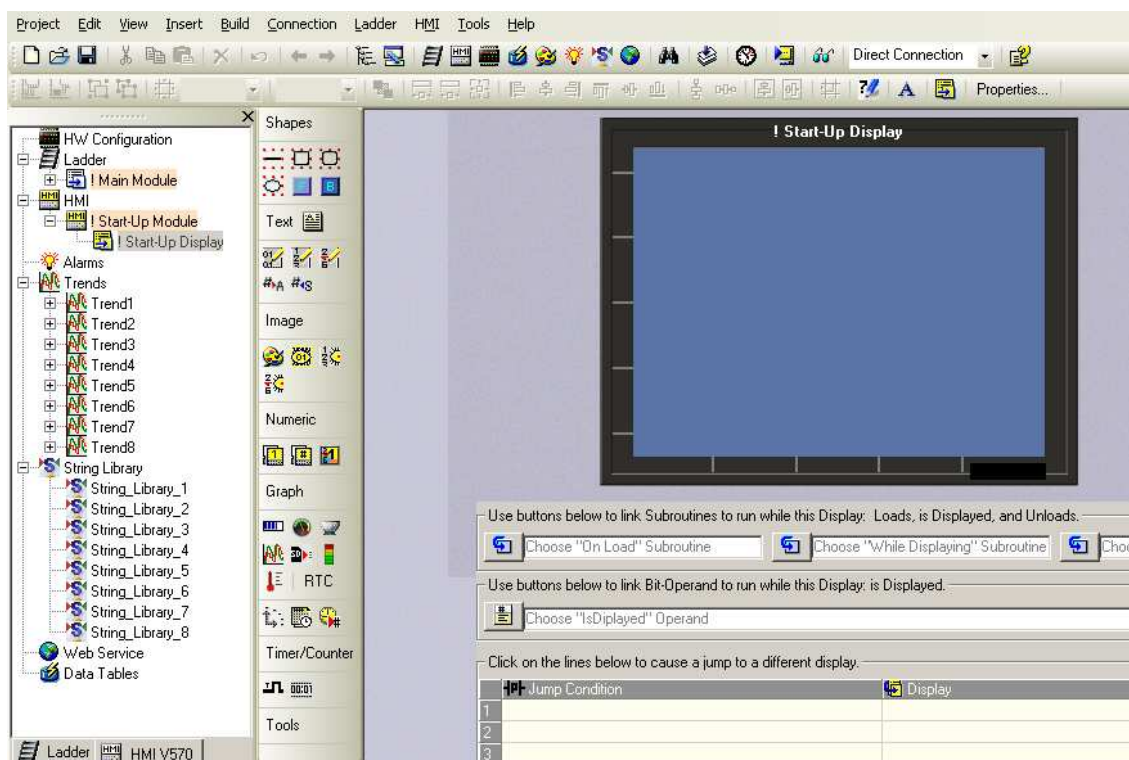 Project Edit View Insert Build Connection Ladder HMI Tools Help
Direct Connection
A Properties...
HW Configuration
Ladder
! Main Module
HMI
! Start-Up Module
! Start-Up Display
Alarms
Trends
Trend1
Trend2
Trend3
Trend4
Trend5
Trend6
Trend7
Trend8
String Library
String_Library_1
String_Library_2
String_Library_3
String_Library_4
String_Library_5
String_Library_6
String_Library_7
String_Library_8
Web Service
Data Tables
Ladder HMI V570
Shapes
Text
Image
Numeric
Graph
RTC
Timer/Counter
Tools
! Start-Up Display
Use buttons below to link Subroutines to run while this Display: Loads, is Displayed, and Unloads.
Choose "On Load" Subroutine Choose "While Displaying" Subroutine Choo
Use buttons below to link Bit-Operand to run while this Display: is Displayed.
Choose "IsDiplayed" Operand
Click on the lines below to cause a jump to a different display.
Jump Condition Display
1
2
3